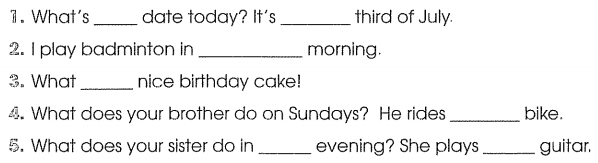 1. What's _____ date today? It's ________ third of July.
2. I play badminton in ____________ morning.
3. What ______ nice birthday cake!
4. What does your brother do on Sundays? He rides ________ bike.
5. What does your sister do in ______ evening? She plays ______ guitar.